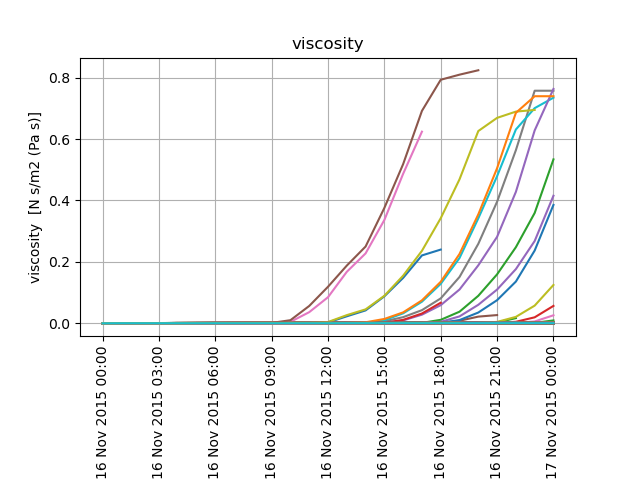 viscosity
viscosity [N s/m2 (Pa s)]
0.8
0.6
0.4
0.2
0.0
16 Nov 2015 00:00
16 Nov 2015 03:00
16 Nov 2015 06:00
16 Nov 2015 09:00
16 Nov 2015 12:00
16 Nov 2015 15:00
16 Nov 2015 18:00
16 Nov 2015 21:00
17 Nov 2015 00:00